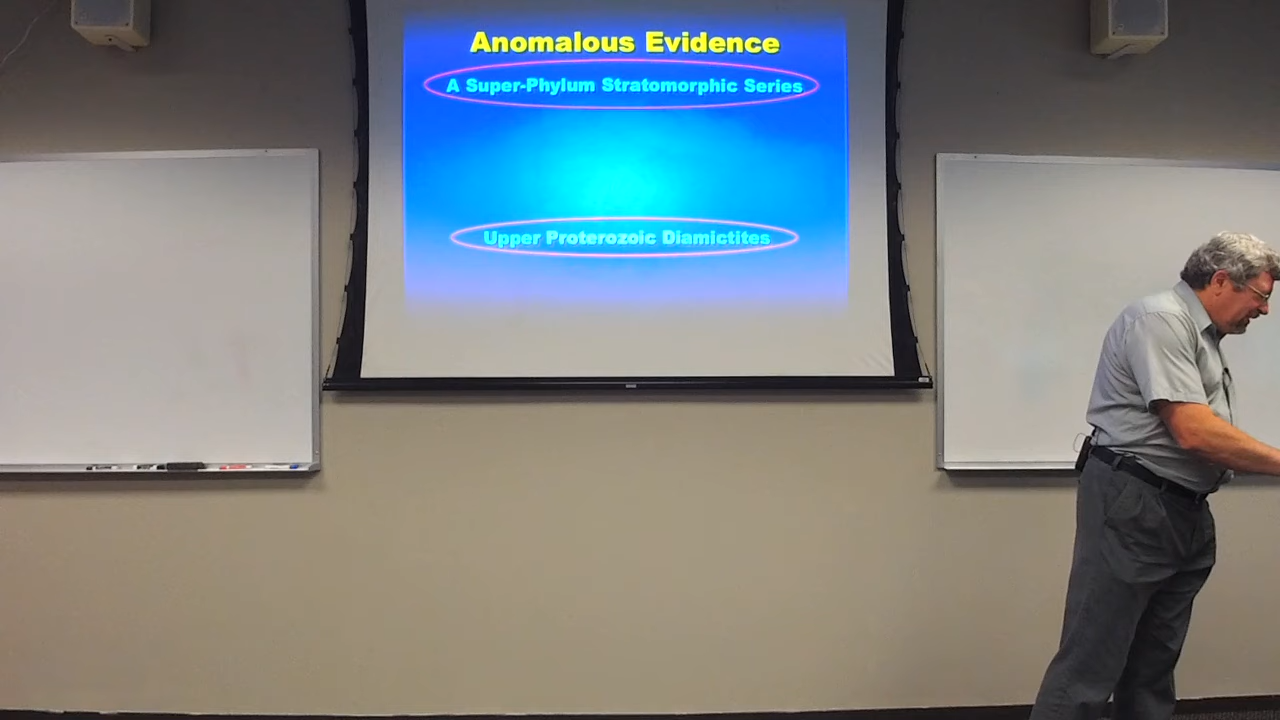 Anomalous Evidence
A Super-Phylum Stratomorphic Series
Upper Proterozoic Diamictites